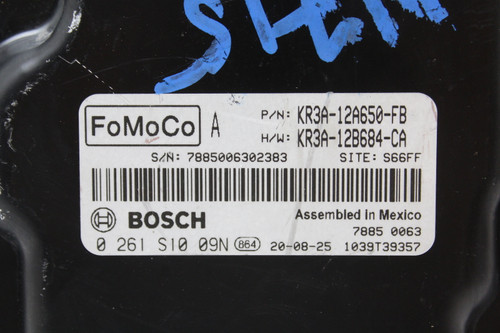 FoMoCo A P/N: KR3A-12A650-FB
H/W: KR3A-12B684-CA
S/N: 7885006302383 SITE: S66FF
BOSCH Assembled In Mexico
7885 0063
0 261 S10 09N 864 20-08-25 1039T39357